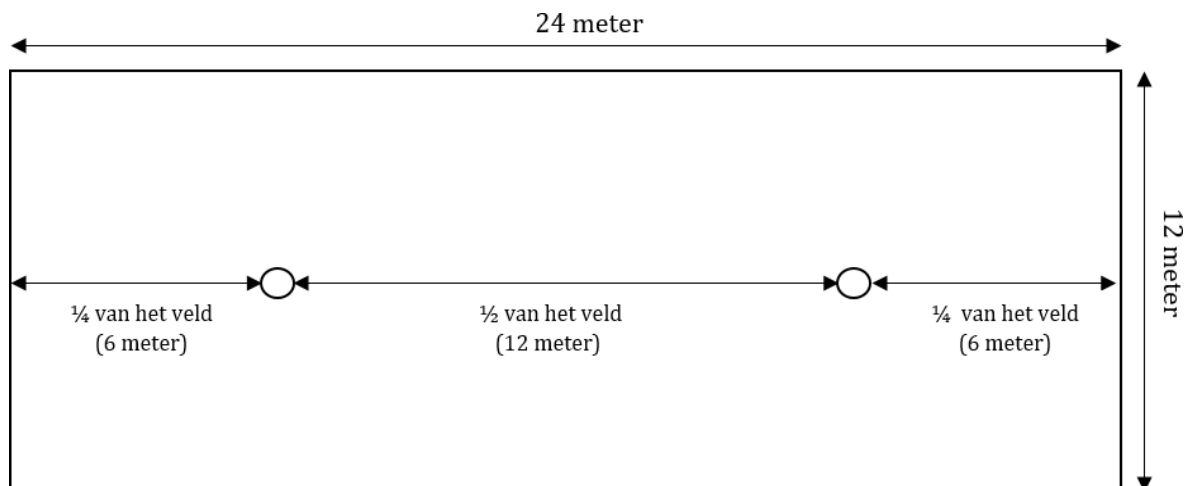 24 meter
12 meter
¼ van het veld
(6 meter)
½ van het veld
(12 meter)
¼ van het veld
(6 meter)